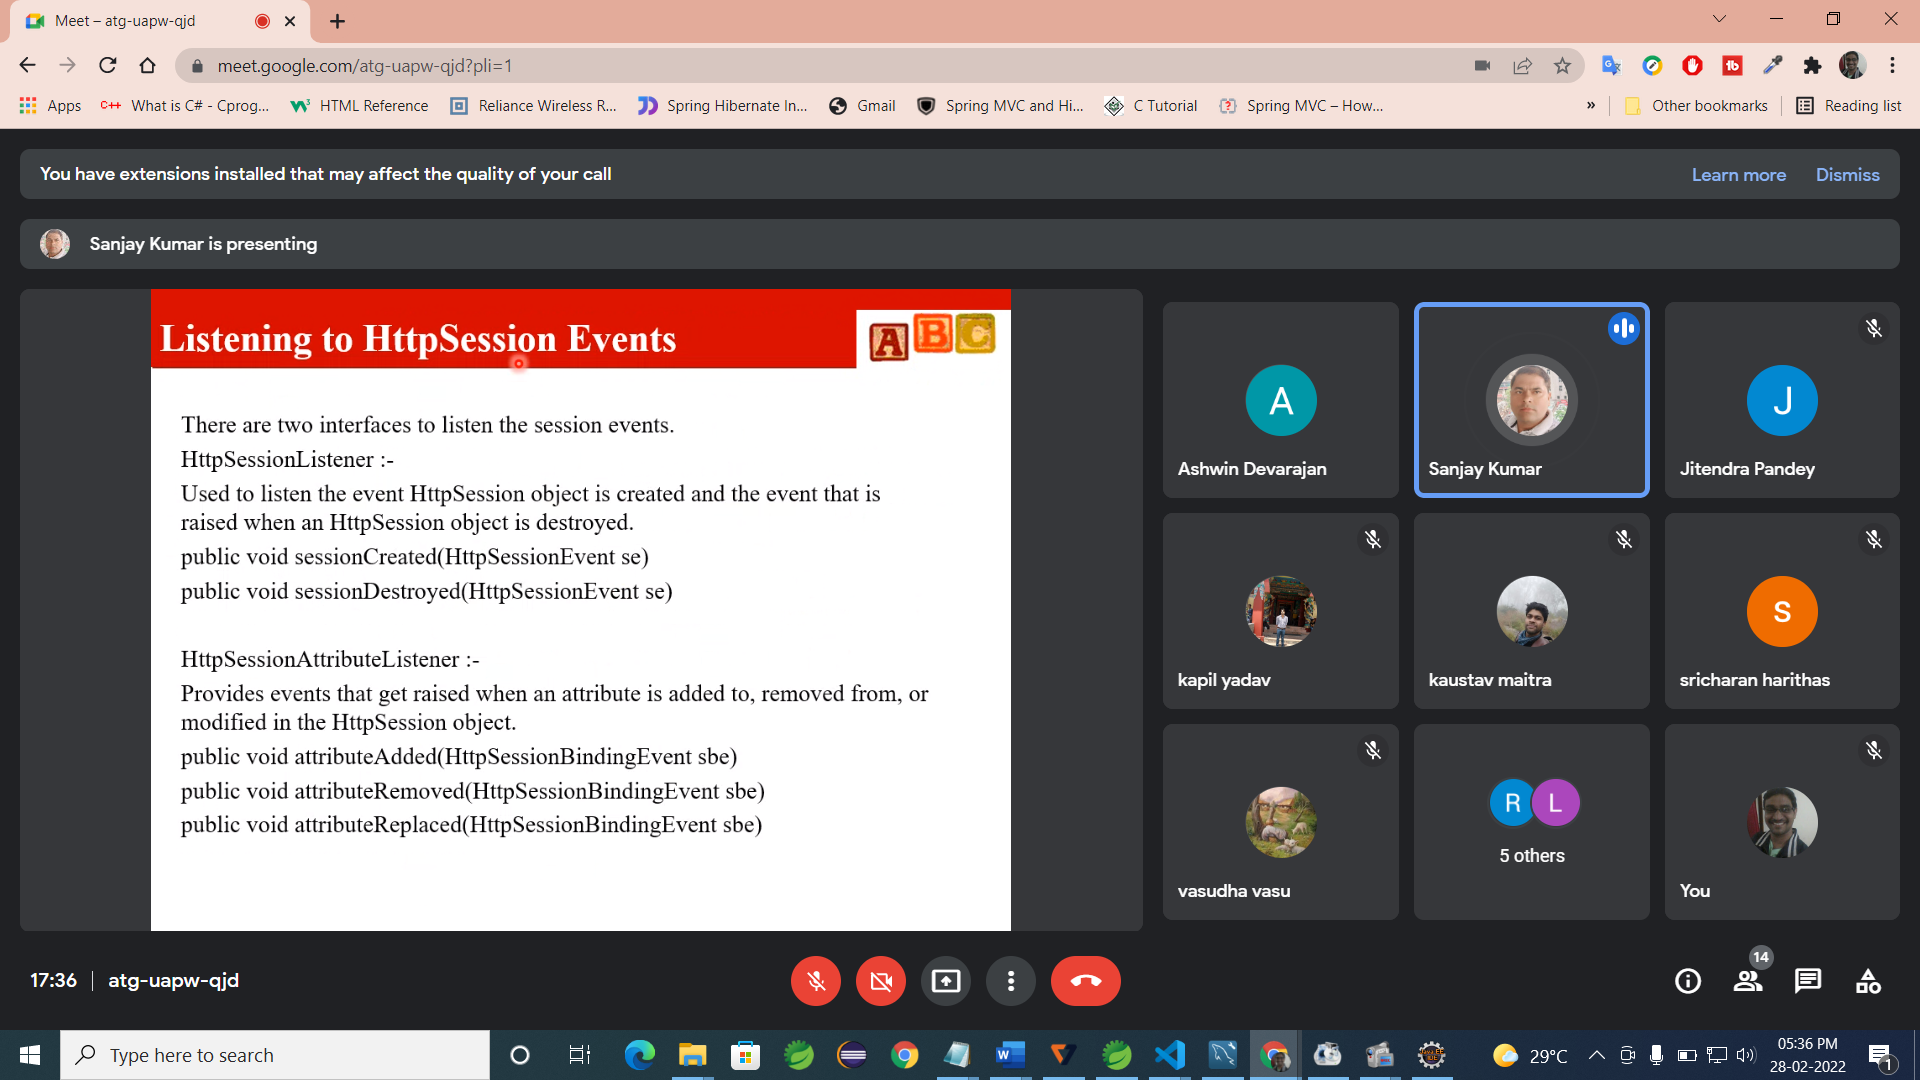 Meet – atg-uapw-qjd
meet.google.com/atg-uapw-qjd?pli=1
Apps
C++ What is C# - Cprog...
HTML Reference
Reliance Wireless R...
Spring Hibernate In...
Gmail
Spring MVC and Hi...
C Tutorial
Spring MVC – How...
»
Other bookmarks
Reading list
You have extensions installed that may affect the quality of your call
Learn more
Dismiss
Sanjay Kumar is presenting
Listening to HttpSession Events
A B C
There are two interfaces to listen the session events.
HttpSessionListener :-
Used to listen the event HttpSession object is created and the event that is
raised when an HttpSession object is destroyed.
public void sessionCreated(HttpSessionEvent se)
public void sessionDestroyed(HttpSessionEvent se)
HttpSessionAttributeListener :-
Provides events that get raised when an attribute is added to, removed from, or
modified in the HttpSession object.
public void attributeAdded(HttpSessionBindingEvent sbe)
public void attributeRemoved(HttpSessionBindingEvent sbe)
public void attributeReplaced(HttpSessionBindingEvent sbe)
A
Ashwin Devarajan
Sanjay Kumar
J
Jitendra Pandey
kapil yadav
kaustav maitra
S
sricharan harithas
vasudha vasu
R L
5 others
You
17:36
atg-uapw-qjd
14
Type here to search
29°C
05:36 PM
28-02-2022
1